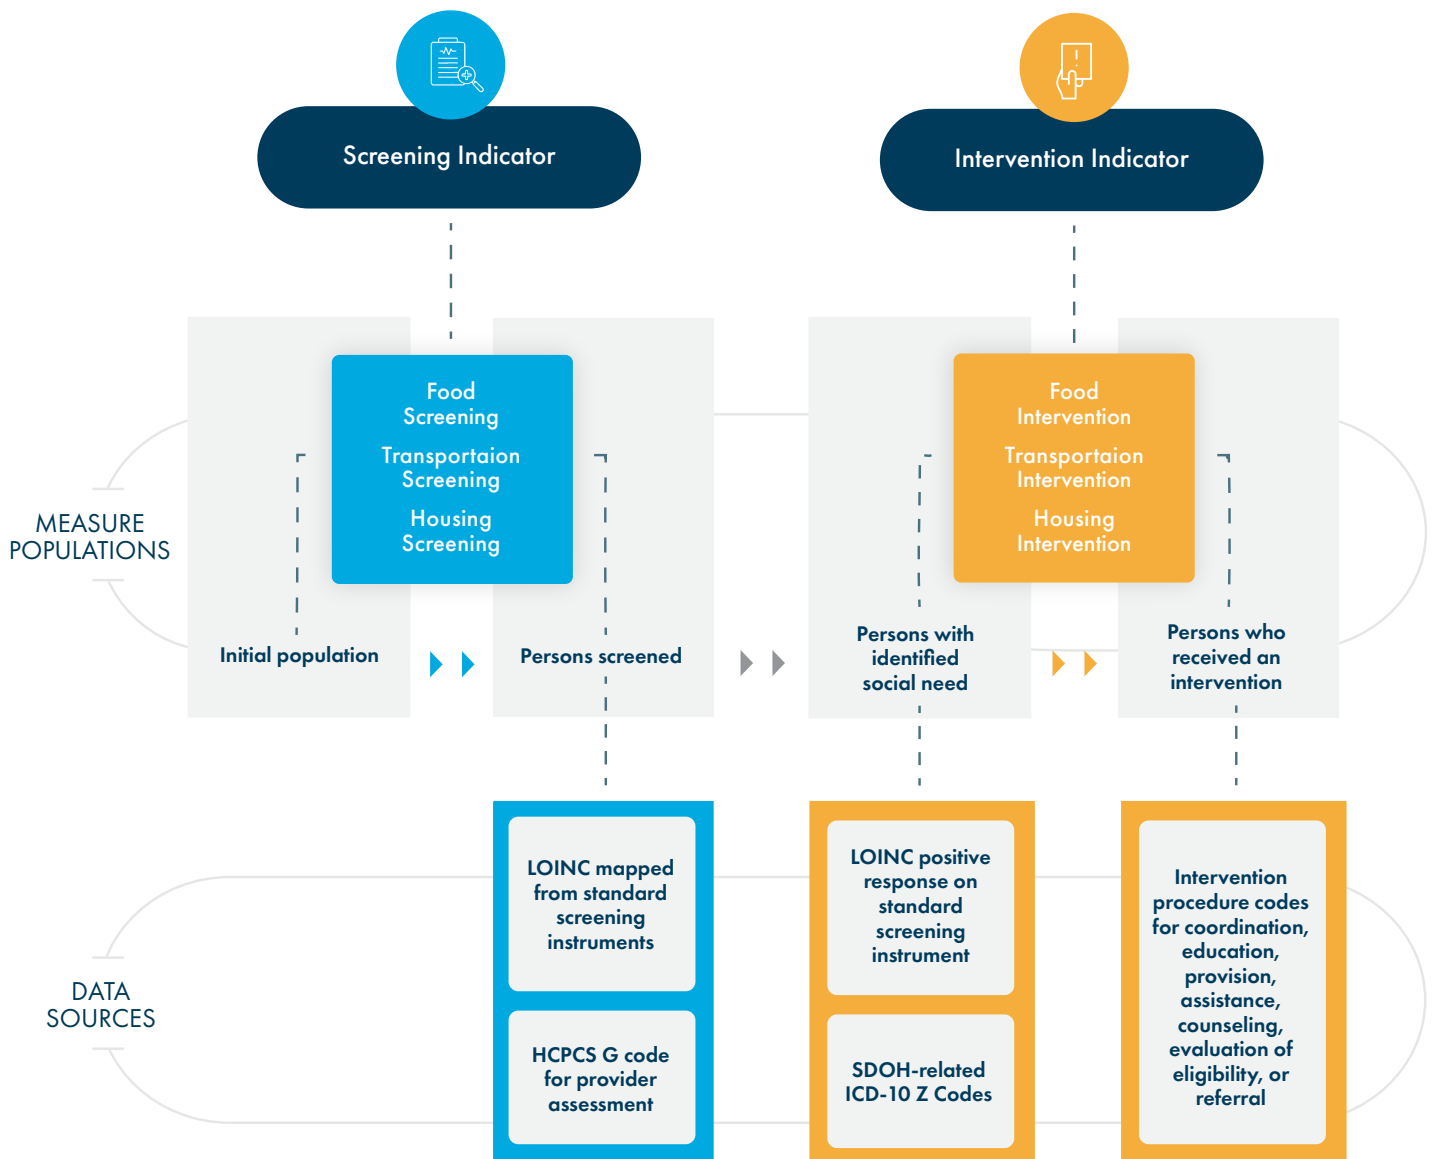 Screening Indicator
Intervention Indicator
Food
Screening
Transportaion
Screening
Housing
Screening
Food
Intervention
Transportaion
Intervention
Housing
Intervention
MEASURE
POPULATIONS
Initial population
Persons screened
Persons with
identified
social need
Persons who
received an
intervention
DATA
SOURCES
LOINC mapped
from standard
screening
instruments
HCPCS G code
for provider
assessment
LOINC positive
response on
standard
screening
instrument
SDOH-related
ICD-10 Z Codes
Intervention
procedure codes
for coordination,
education,
provision,
assistance,
counseling,
evaluation of
eligibility, or
referral